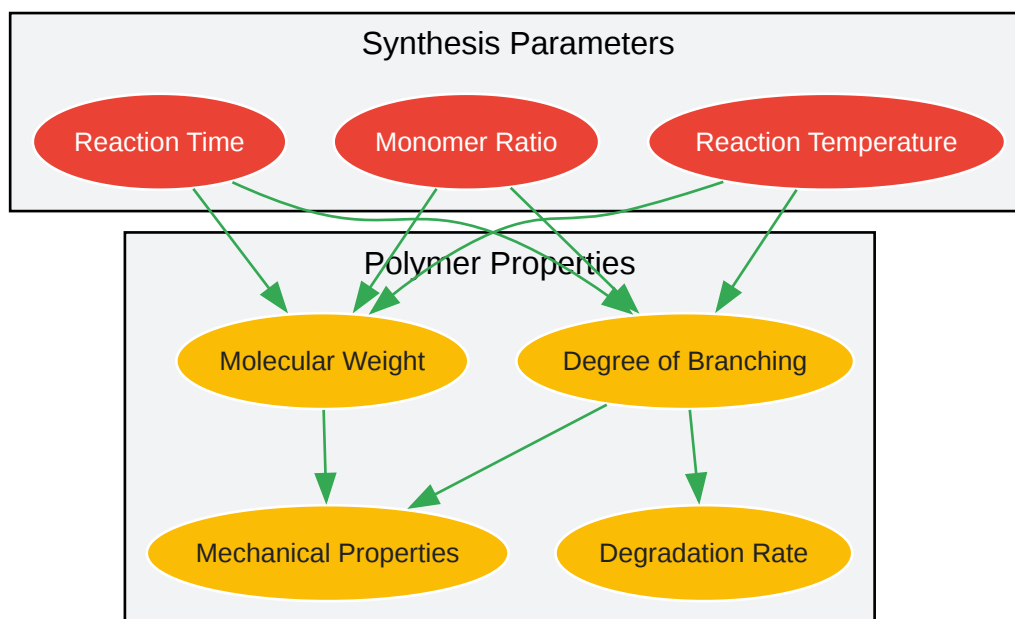 Synthesis Parameters
Reaction Time
Monomer Ratio
Reaction Temperature
Polymer Properties
Molecular Weight
Degree of Branching
Mechanical Properties
Degradation Rate